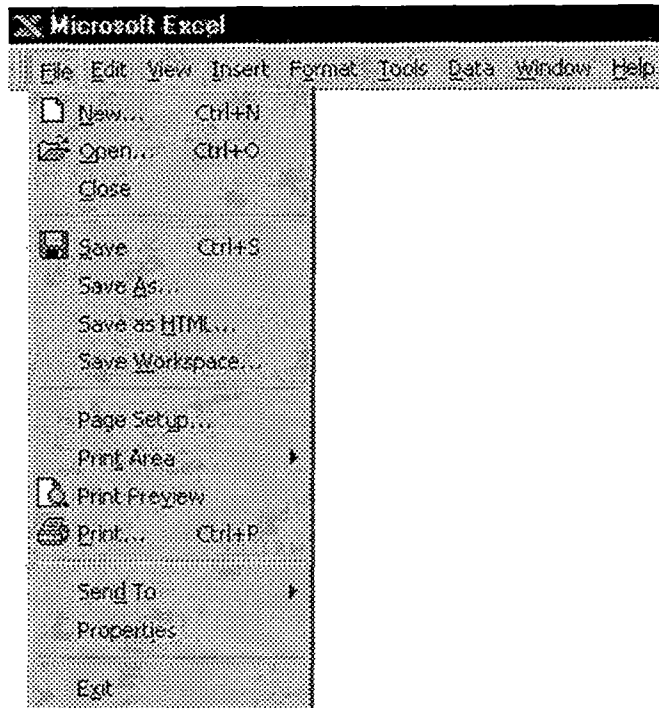 Microsoft Excel
File Edit View Insert Format Tools Data Window Help
New... Ctrl+N
Open... Ctrl+O
Close
Save Ctrl+S
Save As...
Save as HTML...
Save Workspace...
Page Setup...
Print Area
Print Preview
Print... Ctrl+P
Send To
Properties
Exit